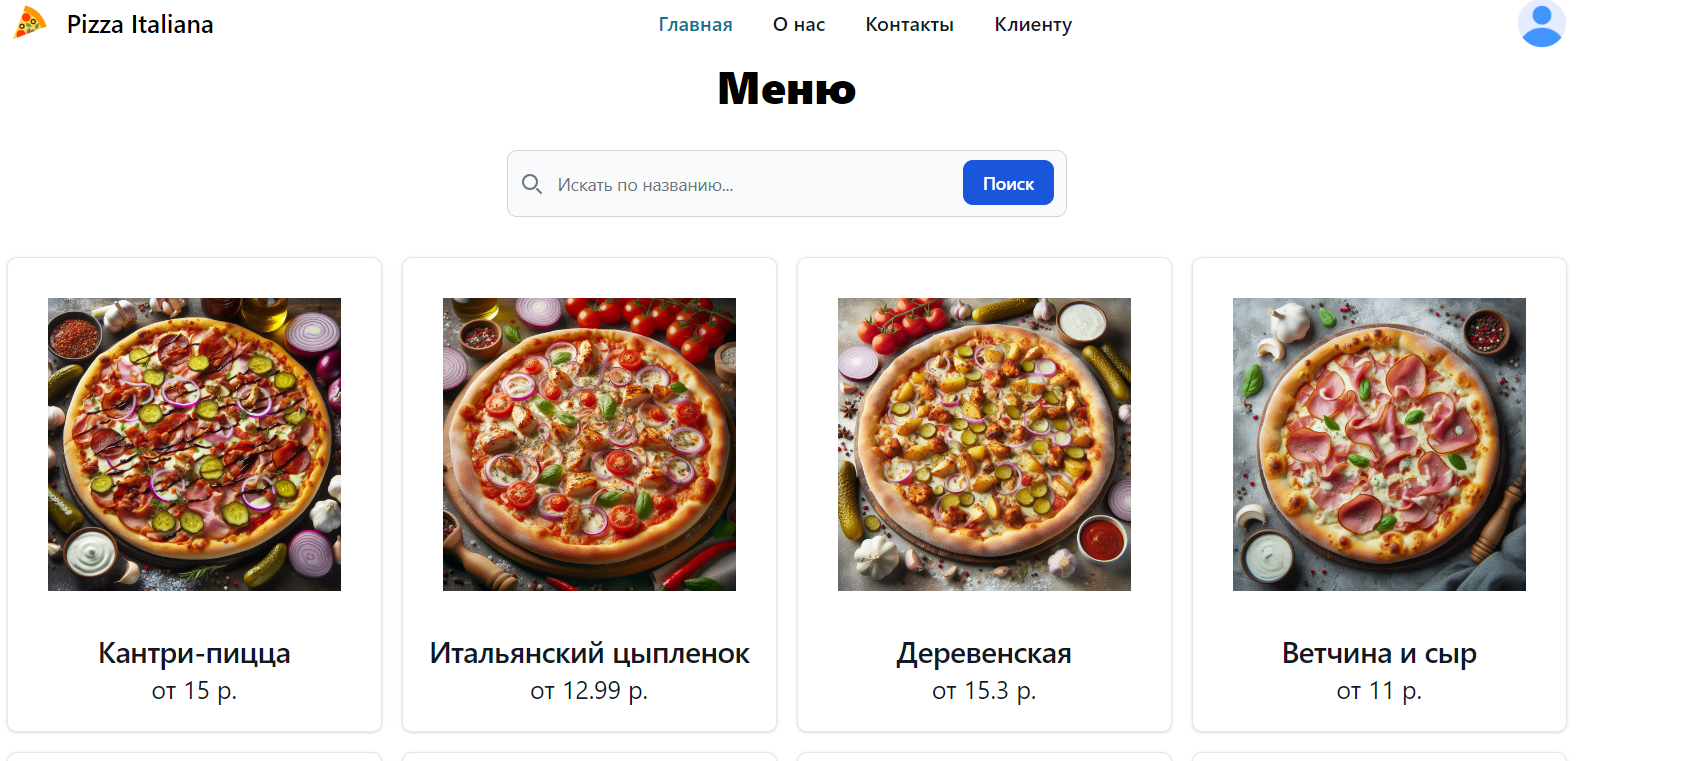 Pizza Italiana
Главная О нас Контакты Клиенту
Меню
Искать по названию...
Поиск
Кантри-пицца
от 15 р.
Итальянский цыпленок
от 12.99 р.
Деревенская
от 15.3 р.
Ветчина и сыр
от 11 р.